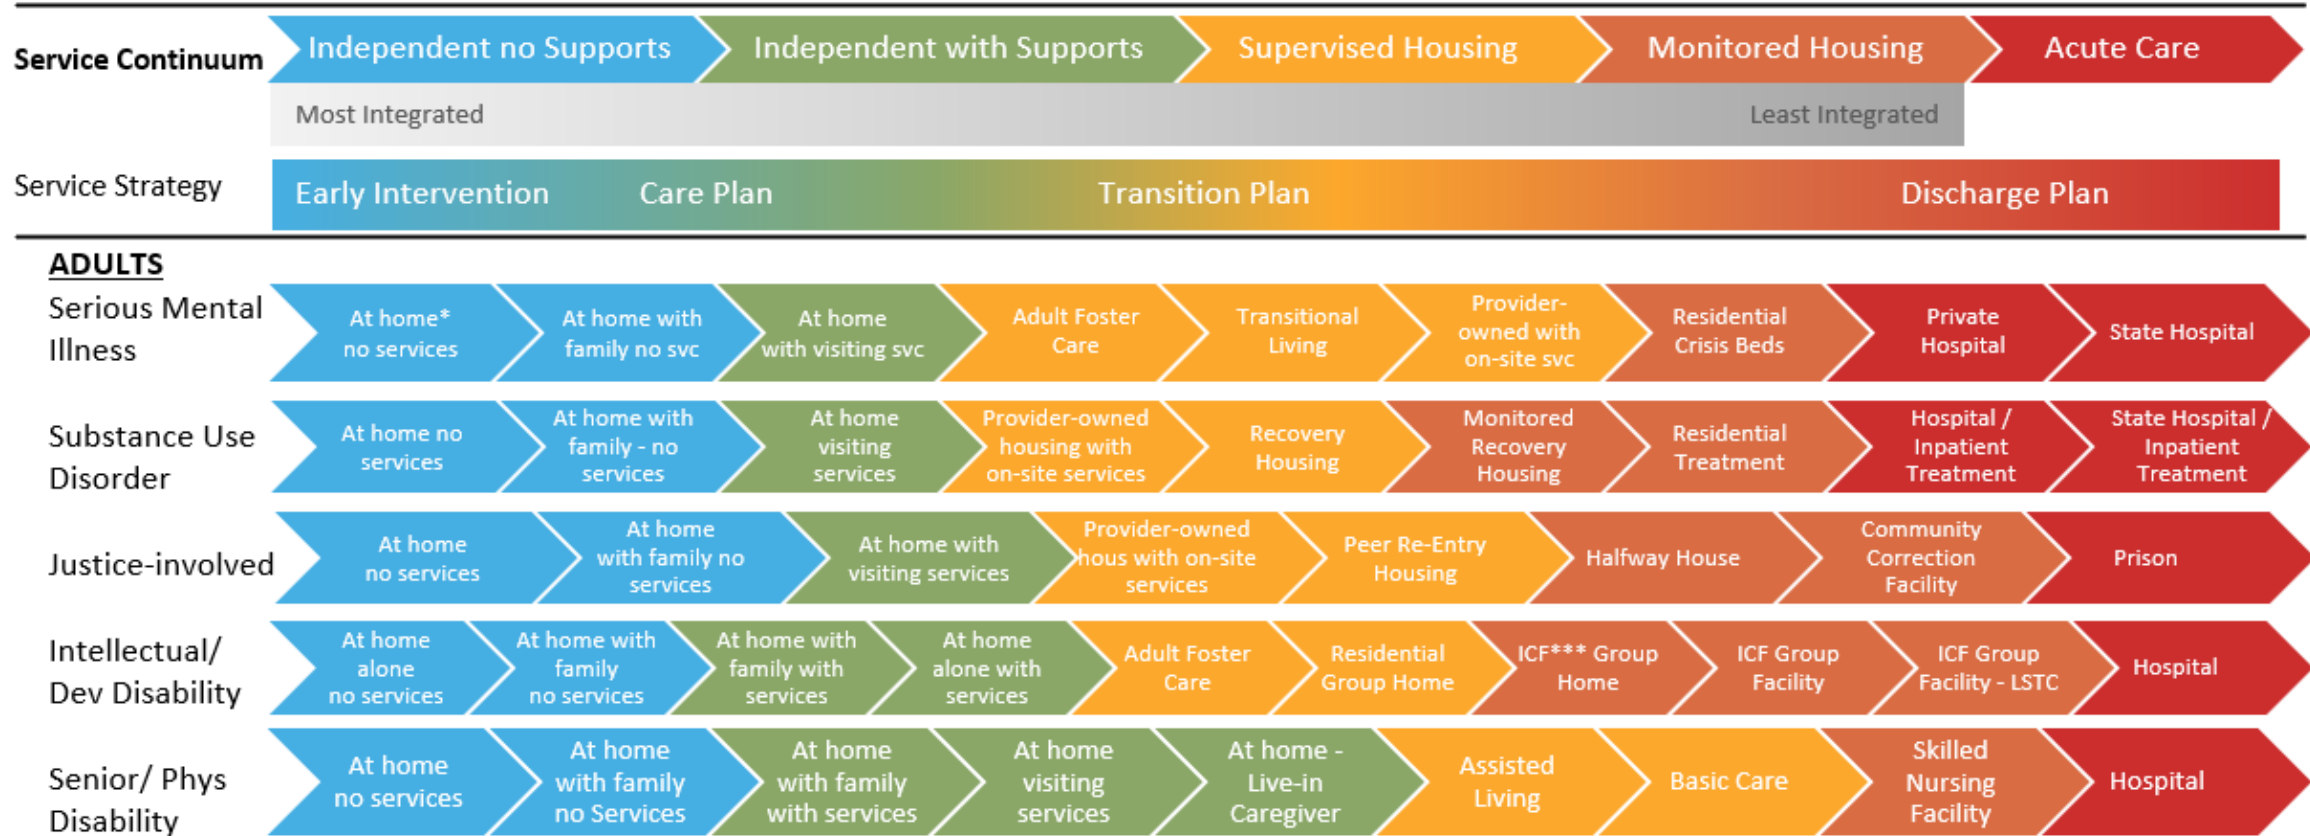 Service Continuum
Independent no Supports
Independent with Supports
Supervised Housing
Monitored Housing
Acute Care
Most Integrated
Least Integrated
Service Strategy
Early Intervention
Care Plan
Transition Plan
Discharge Plan
ADULTS
Serious Mental
Illness
At home*
no services
At home with
family no svc
At home
with visiting svc
Adult Foster
Care
Transitional
Living
Provider-
owned with
on-site svc
Residential
Crisis Beds
Private
Hospital
State Hospital
Substance Use
Disorder
At home no
services
At home with
family - no
services
At home
visiting
services
Provider-owned
housing with
on-site services
Recovery
Housing
Monitored
Recovery
Housing
Residential
Treatment
Hospital /
Inpatient
Treatment
State Hospital /
Inpatient
Treatment
Justice-involved
At home
no services
At home
with family no
services
At home with
visiting services
Provider-owned
hous with on-site
services
Peer Re-Entry
Housing
Halfway House
Community
Correction
Facility
Prison
Intellectual/
Dev Disability
At home
alone
no services
At home with
family
no services
At home with
family with
services
At home
alone with
services
Adult Foster
Care
Residential
Group Home
ICF*** Group
Home
ICF Group
Facility
ICF Group
Facility - LSTC
Hospital
Senior/ Phys
Disability
At home
no services
At home
with family
no Services
At home
with family
with services
At home
visiting
services
At home -
Live-in
Caregiver
Assisted
Living
Basic Care
Skilled
Nursing
Facility
Hospital